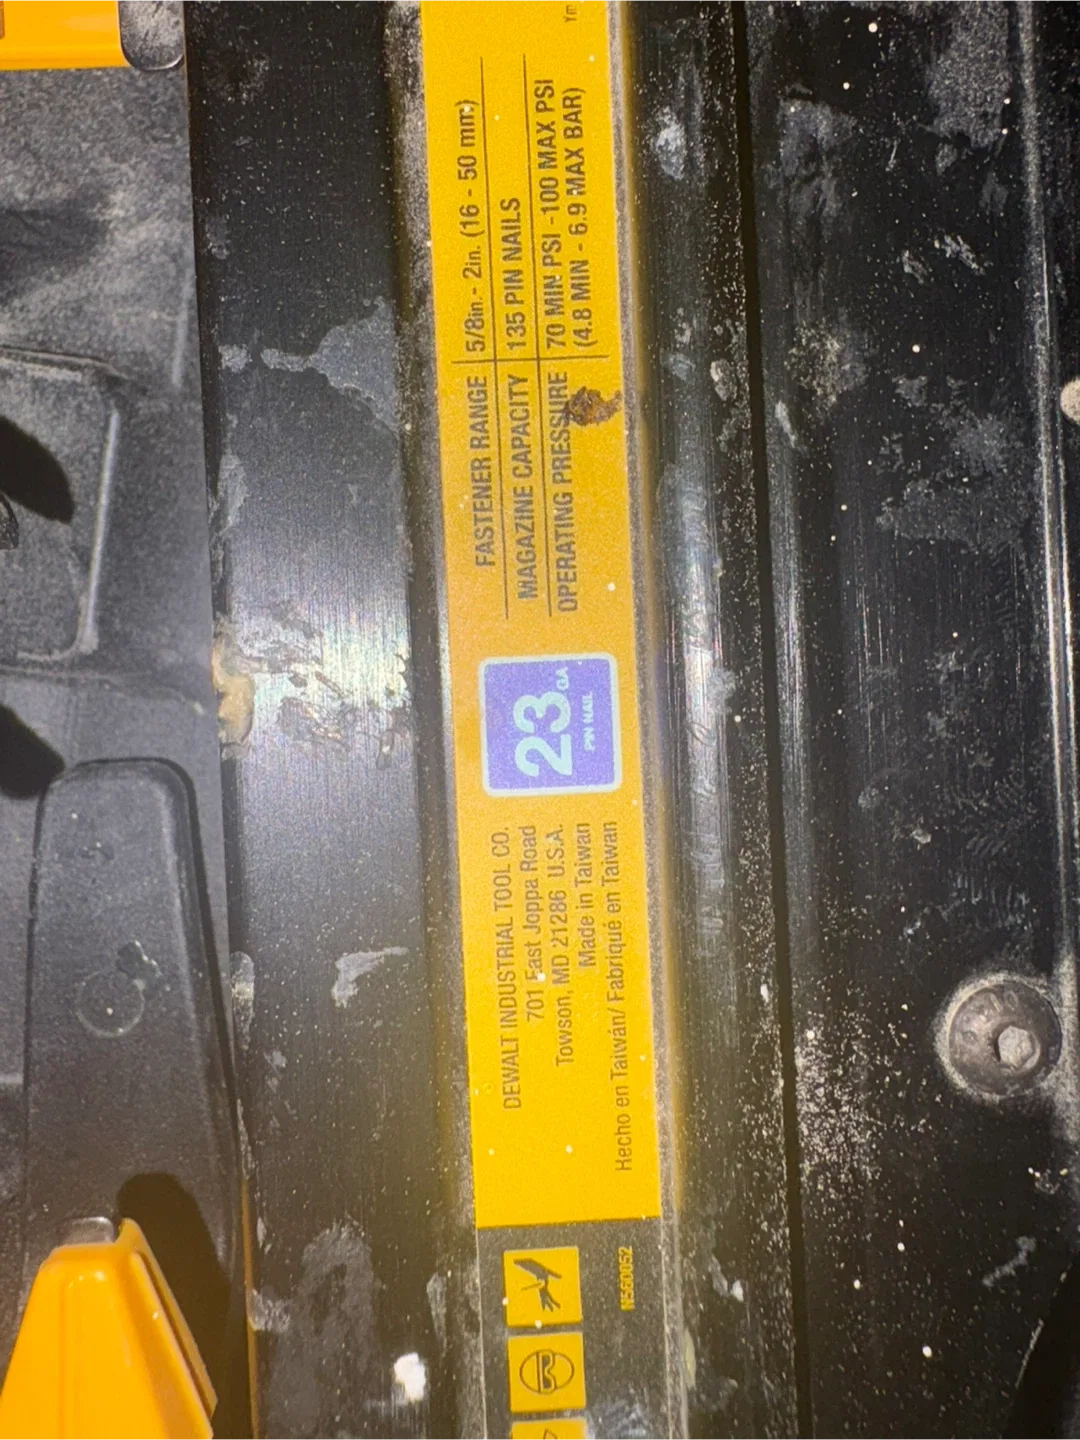 FASTENER RANGE 5/8in.- 2in. (16 - 50 mm)
MAGAZINE CAPACITY 135 PIN NAILS
OPERATING PRESSURE 70 MIN PSI -100 MAX PSI
(4.8 MIN - 6.9 MAX BAR)
23 GA
PIN NAIL
DEWALT INDUSTRIAL TOOL CO.
701 East Joppa Road
Towson, MD 21286 U.S.A.
Made in Taiwan
Hecho en Taiwán/ Fabriqué en Taiwan
N560052